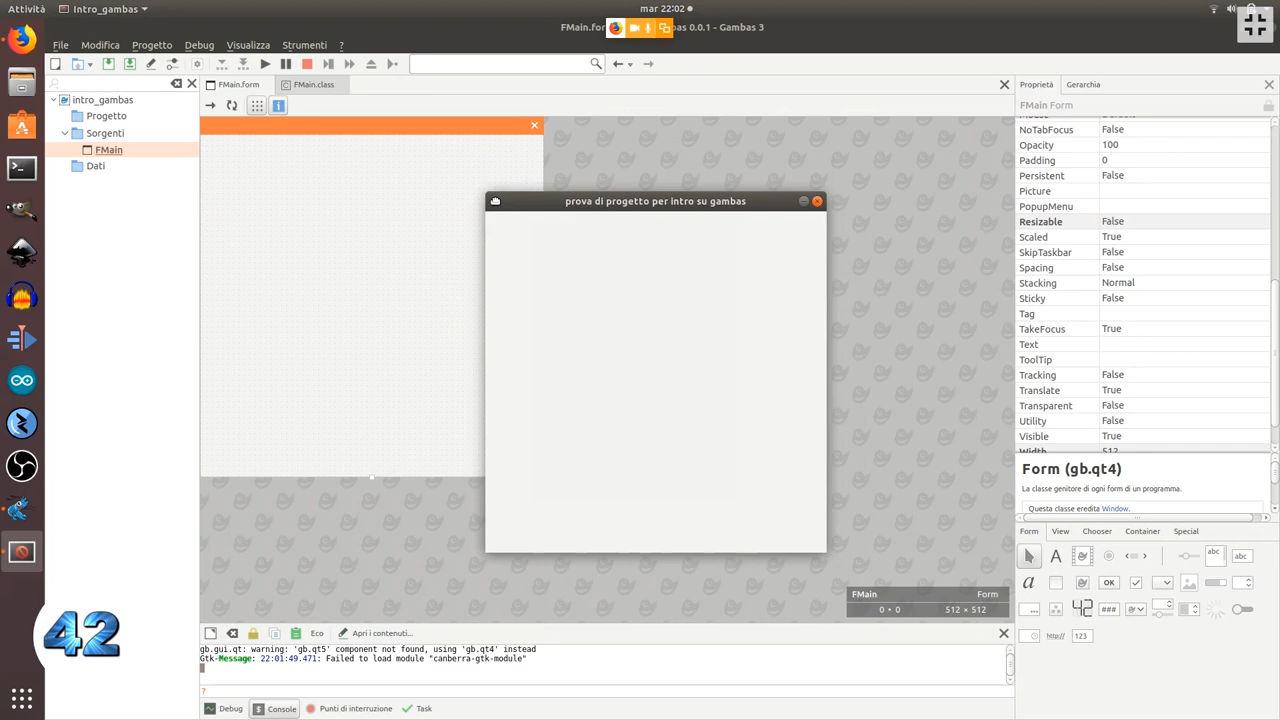 Attività
Intro_gambas
mar 22:02
FMain.for
bas 0.0.1 - Gambas 3
File
Modifica
Progetto
Debug
Visualizza
Strumenti
?
FMain.form
FMain.class
Proprietà
Gerarchia
intro_gambas
Progetto
Sorgenti
FMain
Dati
FMain Form
NoTabFocus False
Opacity 100
Padding 0
Persistent False
Picture
PopupMenu
Resizable False
Scaled True
SkipTaskbar False
Spacing False
Stacking Normal
Sticky False
Tag
TakeFocus True
Text
ToolTip
Tracking False
Translate True
Transparent False
Utility False
Visible True
Width 512
prova di progetto per intro su gambas
Form (gb.qt4)
La classe genitore di ogni form di un programma.
Questa classe eredita Window.
Form
View
Chooser
Container
Special
A
abc
abc
a
OK
42
###
http://
123
FMain Form
0 • 0 512 × 512
Eco
Apri i contenuti...
gb.gui.qt: warning: 'gb.qt5' component not found, using 'gb.qt4' instead
Gtk-Message: 22:01:49.471: Failed to load module "canberra-gtk-module"
?
Debug
Console
Punti di interruzione
Task
42